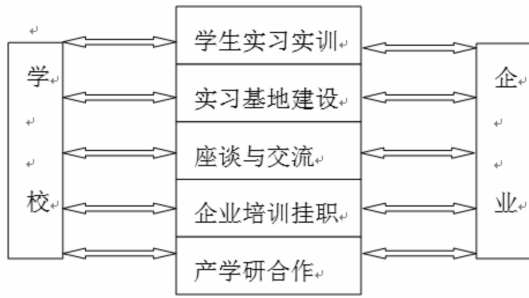 学校
学生实习实训
实习基地建设
座谈与交流
企业培训挂职
产学研合作
企业